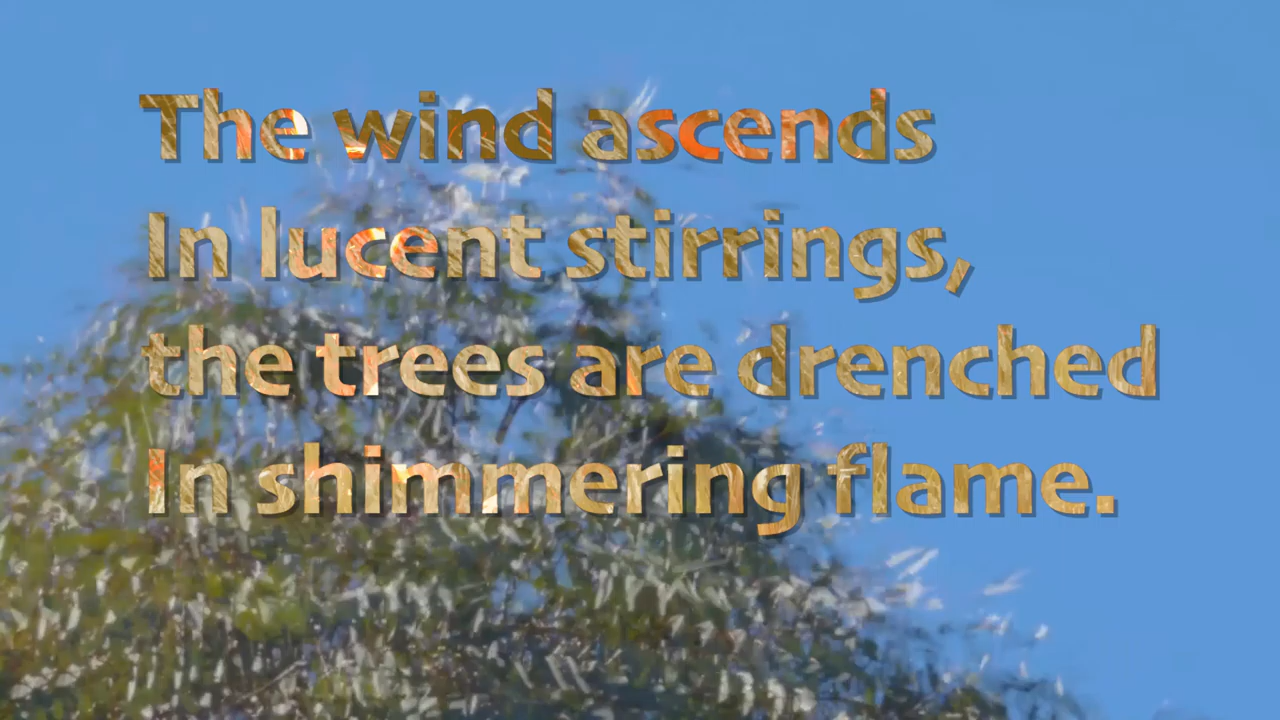 The wind ascends
In lucent stirrings,
the trees are drenched
In shimmering flame.